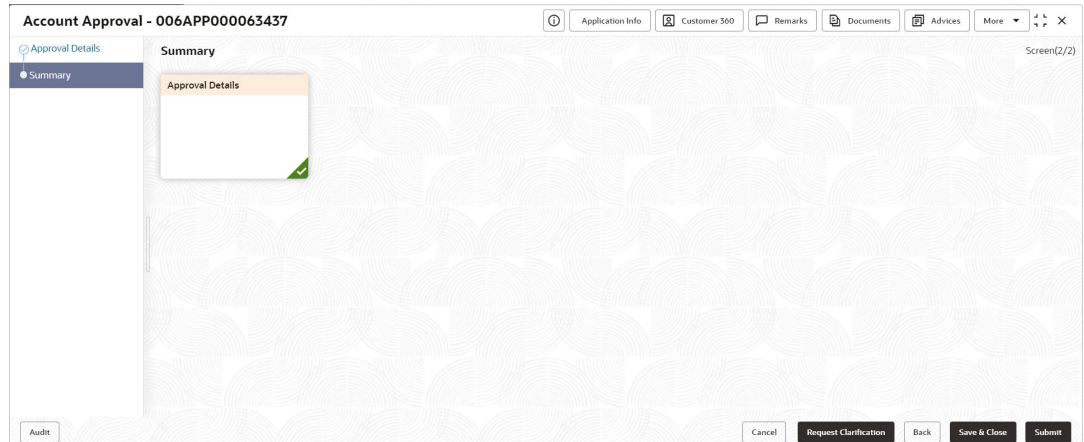 Account Approval - 006APP000063437
Application Info
Customer 360
Remarks
Documents
Advices
More
Approval Details
Summary
Summary
Screen(2/2)
Approval Details
Audit
Cancel
Request Clarification
Back
Save & Close
Submit